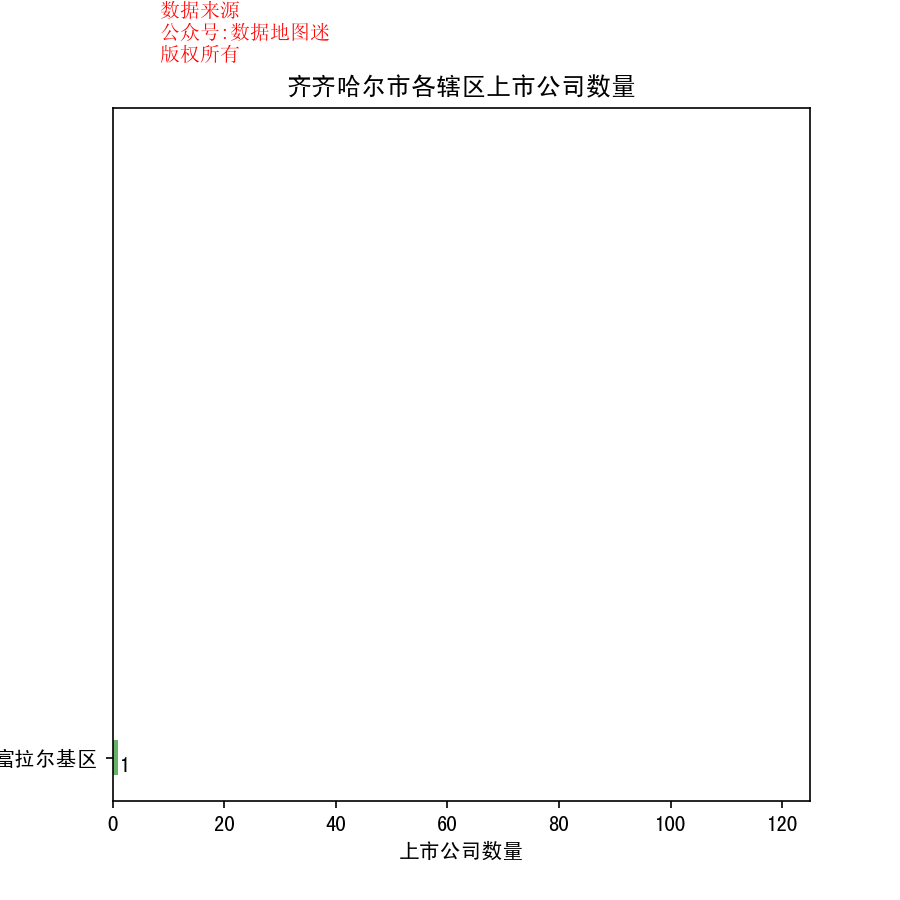 数据来源
公众号:数据地图迷
版权所有
齐齐哈尔市各辖区上市公司数量
富拉尔基区
1
0 20 40 60 80 100 120
上市公司数量